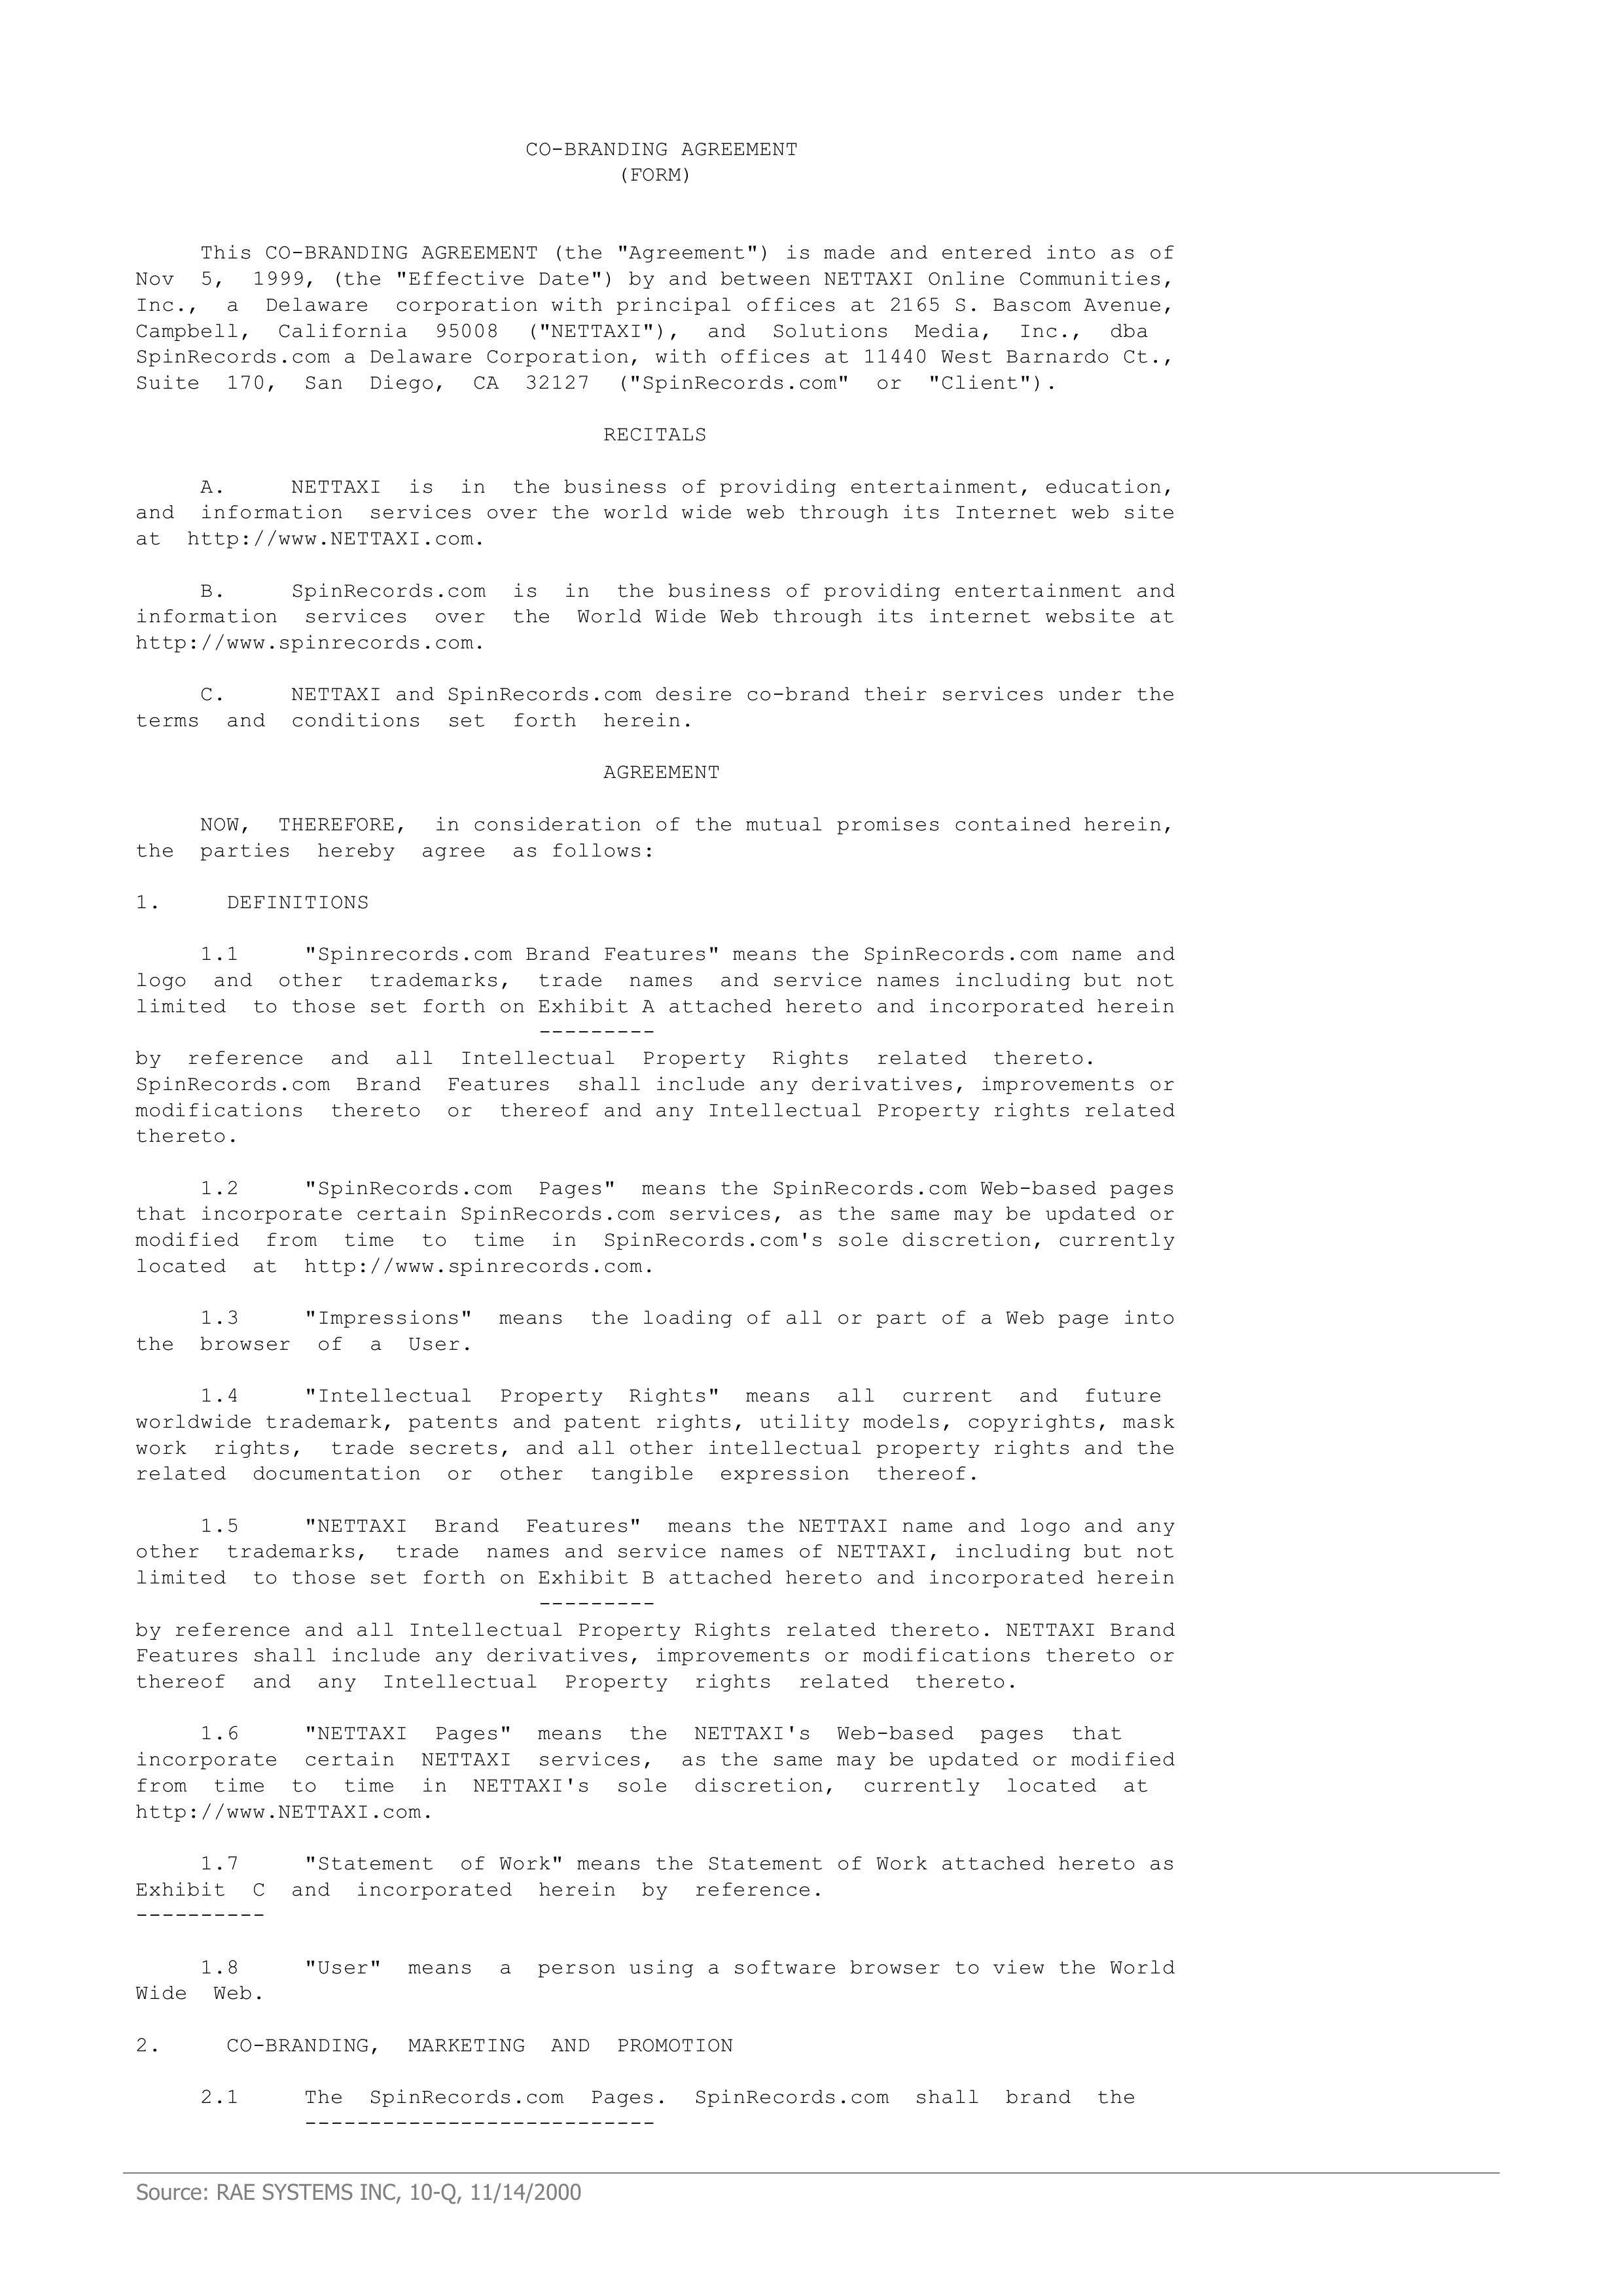 CO-BRANDING AGREEMENT
(FORM)
This CO-BRANDING AGREEMENT (the "Agreement") is made and entered into as of
Nov 5, 1999, (the "Effective Date") by and between NETTAXI Online Communities,
Inc., a Delaware corporation with principal offices at 2165 S. Bascom Avenue,
Campbell, California 95008 ("NETTAXI"), and Solutions Media, Inc., dba
SpinRecords.com a Delaware Corporation, with offices at 11440 West Barnardo Ct.,
Suite 170, San Diego, CA 32127 ("SpinRecords.com" or "Client").
RECITALS
A. NETTAXI is in the business of providing entertainment, education,
and information services over the world wide web through its Internet web site
at http://www.NETTAXI.com.
B. SpinRecords.com is in the business of providing entertainment and
information services over the World Wide Web through its internet website at
http://www.spinrecords.com.
C. NETTAXI and SpinRecords.com desire co-brand their services under the
terms and conditions set forth herein.
AGREEMENT
NOW, THEREFORE, in consideration of the mutual promises contained herein,
the parties hereby agree as follows:
1. DEFINITIONS
1.1 "Spinrecords.com Brand Features" means the SpinRecords.com name and
logo and other trademarks, trade names and service names including but not
limited to those set forth on Exhibit A attached hereto and incorporated herein
---------
by reference and all Intellectual Property Rights related thereto.
SpinRecords.com Brand Features shall include any derivatives, improvements or
modifications thereto or thereof and any Intellectual Property rights related
thereto.
1.2 "SpinRecords.com Pages" means the SpinRecords.com Web-based pages
that incorporate certain SpinRecords.com services, as the same may be updated or
modified from time to time in SpinRecords.com's sole discretion, currently
located at http://www.spinrecords.com.
1.3 "Impressions" means the loading of all or part of a Web page into
the browser of a User.
1.4 "Intellectual Property Rights" means all current and future
worldwide trademark, patents and patent rights, utility models, copyrights, mask
work rights, trade secrets, and all other intellectual property rights and the
related documentation or other tangible expression thereof.
1.5 "NETTAXI Brand Features" means the NETTAXI name and logo and any
other trademarks, trade names and service names of NETTAXI, including but not
limited to those set forth on Exhibit B attached hereto and incorporated herein
---------
by reference and all Intellectual Property Rights related thereto. NETTAXI Brand
Features shall include any derivatives, improvements or modifications thereto or
thereof and any Intellectual Property rights related thereto.
1.6 "NETTAXI Pages" means the NETTAXI's Web-based pages that
incorporate certain NETTAXI services, as the same may be updated or modified
from time to time in NETTAXI's sole discretion, currently located at
http://www.NETTAXI.com.
1.7 "Statement of Work" means the Statement of Work attached hereto as
Exhibit C and incorporated herein by reference.
----------
1.8 "User" means a person using a software browser to view the World
Wide Web.
2. CO-BRANDING, MARKETING AND PROMOTION
2.1 The SpinRecords.com Pages. SpinRecords.com shall brand the
---------------------------
Source: RAE SYSTEMS INC, 10-Q, 11/14/2000